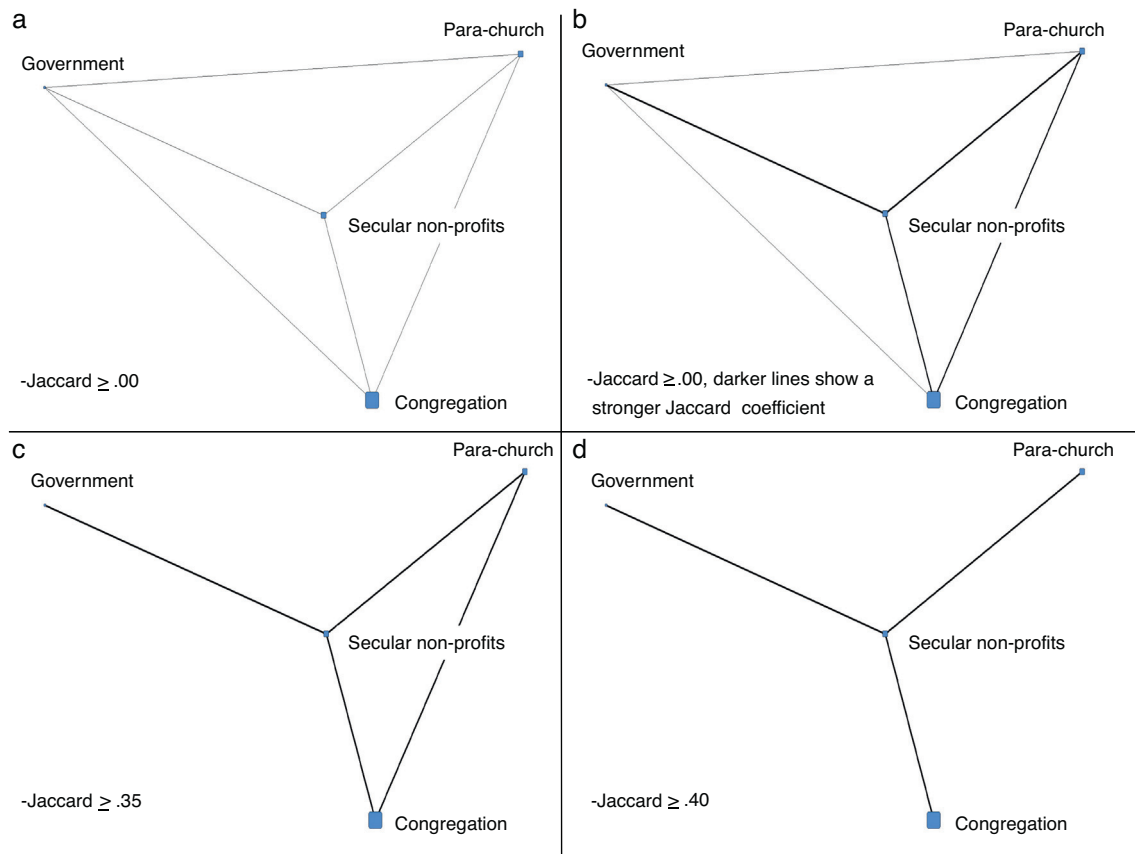 a
Para-church
Government
Secular non-profits
-Jaccard ≥ .00
Congregation
b
Para-church
Government
Secular non-profits
-Jaccard ≥.00, darker lines show a
stronger Jaccard coefficient
Congregation
c
Para-church
Government
Secular non-profits
-Jaccard ≥ .35
Congregation
d
Para-church
Government
Secular non-profits
-Jaccard ≥ .40
Congregation